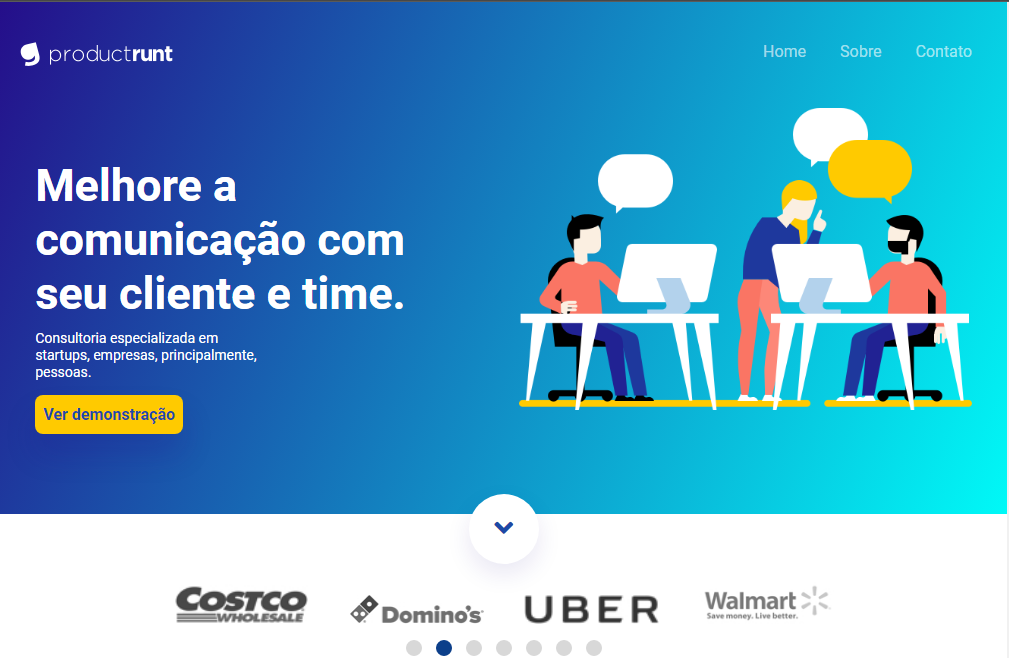 productrunt
Home Sobre Contato
Melhore a
comunicação com
seu cliente e time.
Consultoria especializada em
startups, empresas, principalmente,
pessoas.
Ver demonstração
COSTCO
WHOLESALE
Domino's
UBER
Walmart
Save money. Live better.